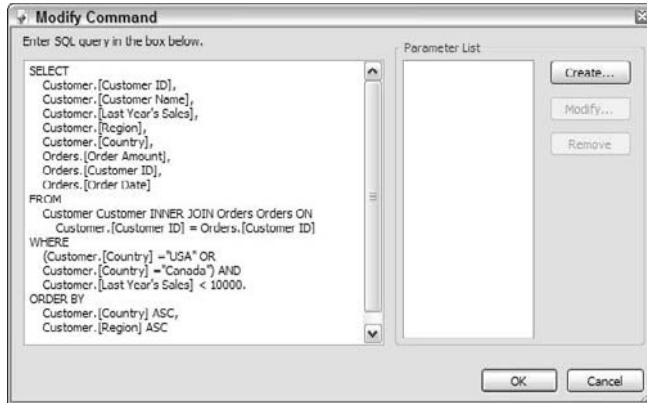 Modify Command
Enter SQL query in the box below.
SELECT
Customer.[Customer ID],
Customer.[Customer Name],
Customer.[Last Year's Sales],
Customer.[Region],
Customer.[Country],
Orders.[Order Amount],
Orders.[Customer ID],
Orders.[Order Date]
FROM
Customer Customer INNER JOIN Orders Orders ON
Customer.[Customer ID] = Orders.[Customer ID]
WHERE
(Customer.[Country] ="USA" OR
Customer.[Country] ="Canada") AND
Customer.[Last Year's Sales] < 10000.
ORDER BY
Customer.[Country] ASC,
Customer.[Region] ASC
Parameter List
Create...
Modify...
Remove
OK
Cancel